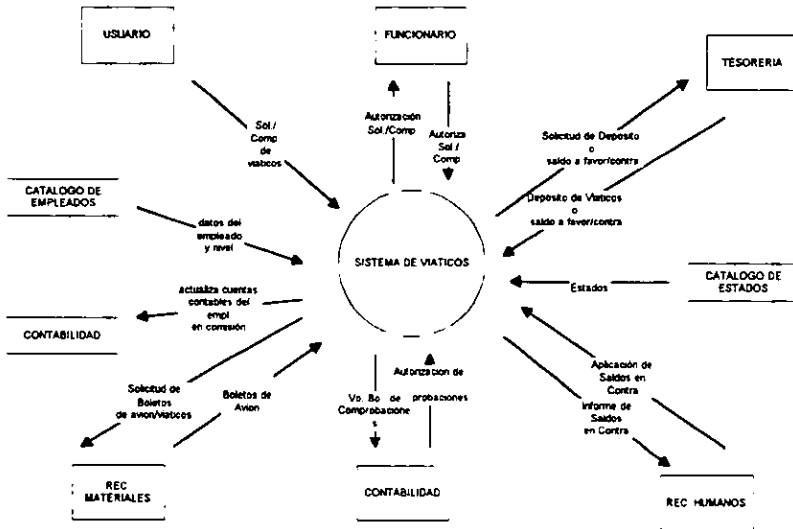 USUARIO
FUNCIONARIO
TESORERIA
Sol./
Comp
de
viaticos
Autorización
Sol./Comp
Autoriza
Sol /
Comp
Solicitud de Deposito
o
saldo a favor/contra
CATALOGO DE
EMPLEADOS
datos del
empleado
y nivel
Deposito de Viaticos
o
saldo a favor/contra
SISTEMA DE VIATICOS
Estados
CATALOGO DE
ESTADOS
actualiza cuentas
contables del
empl
en comisión
CONTABILIDAD
Solicitud de
Boletos
de avion/viaticos
Boletos de
Avion
Vo. Bo de
Comprobacione
s
Autorizacion de
probaciones
Aplicación de
Saldos en
Contra
Informe de
Saldos
en Contra
REC
MATERIALES
CONTABILIDAD
REC HUMANOS